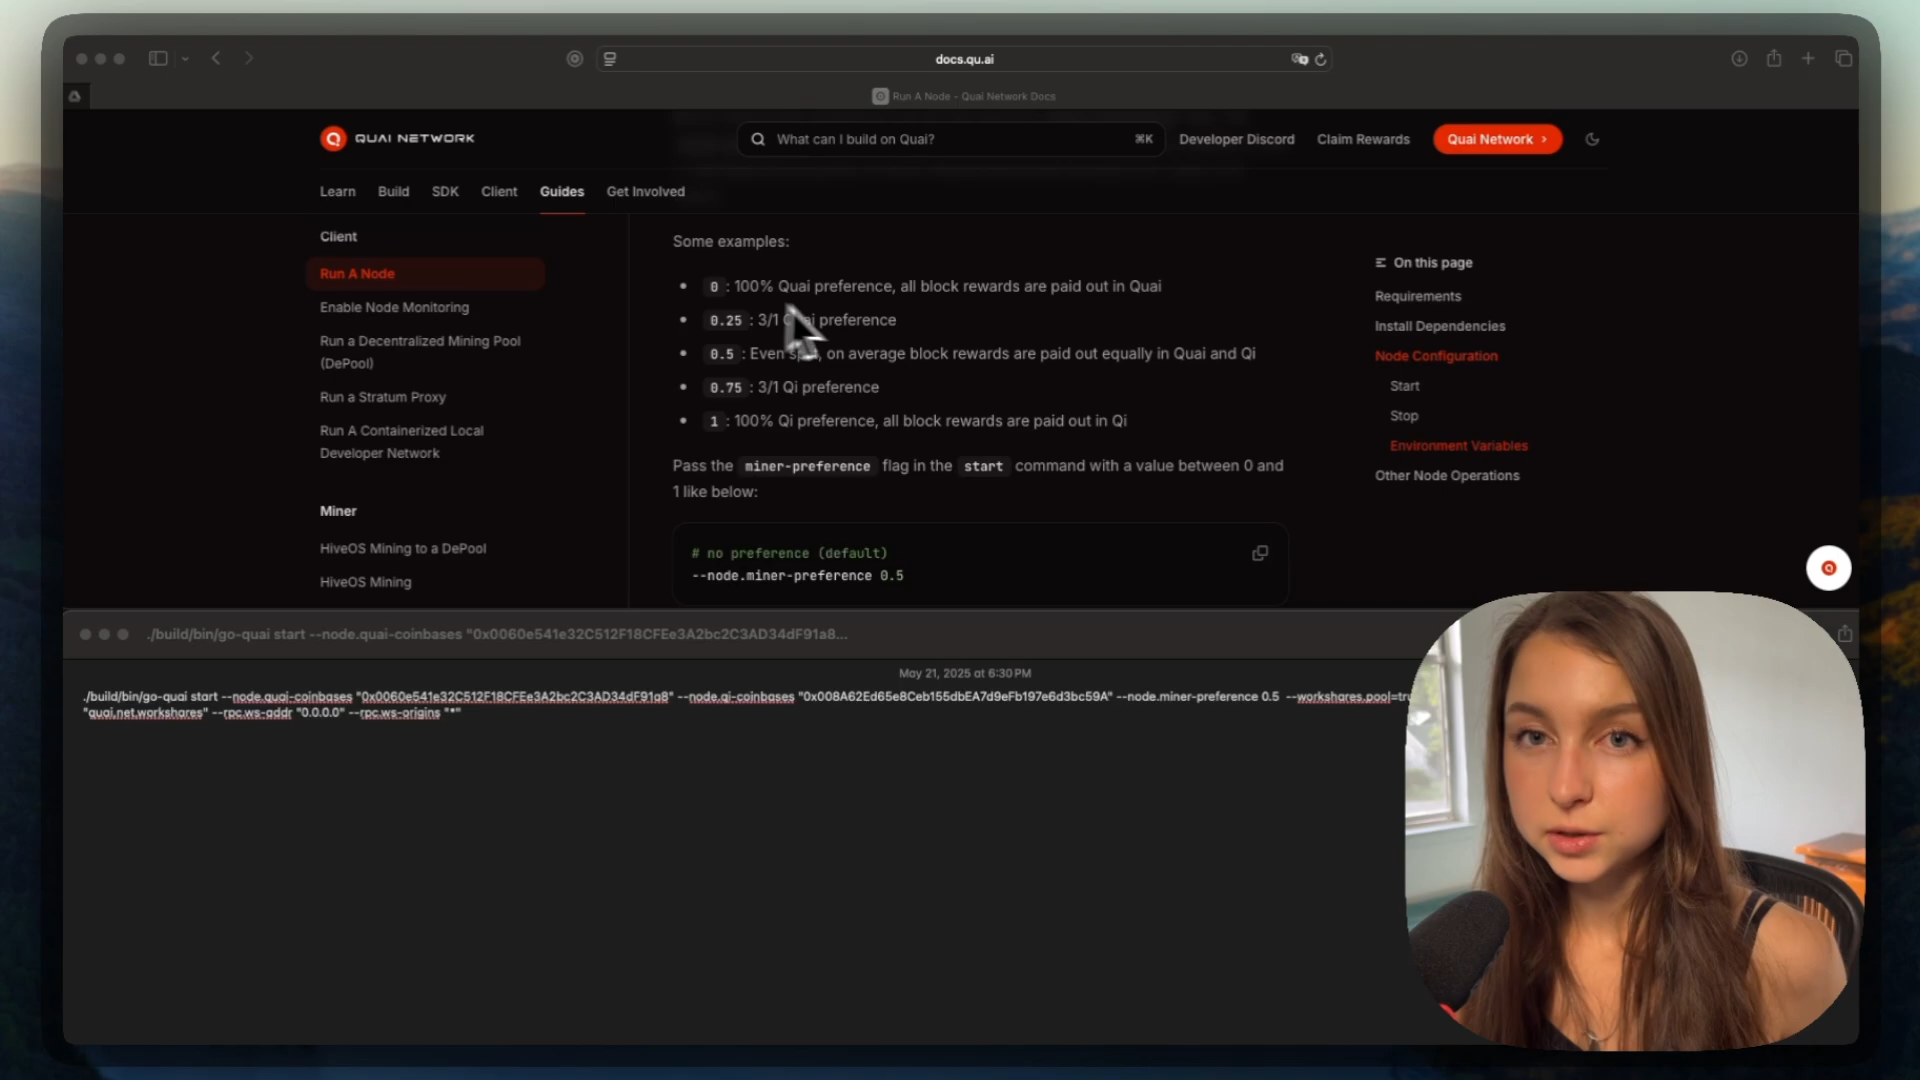 docs.qu.ai
Run A Node - Quai Network Docs
QUAI NETWORK
What can I build on Quai?
⌘K
Developer Discord
Claim Rewards
Quai Network >
Learn
Build
SDK
Client
Guides
Get Involved
Client
Run A Node
Enable Node Monitoring
Run a Decentralized Mining Pool
(DePool)
Run a Stratum Proxy
Run A Containerized Local
Developer Network
Miner
HiveOS Mining to a DePool
HiveOS Mining
Some examples:
• 0 : 100% Quai preference, all block rewards are paid out in Quai
• 0.25 : 3/1 Quai preference
• 0.5 : Even split, on average block rewards are paid out equally in Quai and Qi
• 0.75 : 3/1 Qi preference
• 1 : 100% Qi preference, all block rewards are paid out in Qi
Pass the miner-preference flag in the start command with a value between 0 and
1 like below:
# no preference (default)
--node.miner-preference 0.5
On this page
Requirements
Install Dependencies
Node Configuration
Start
Stop
Environment Variables
Other Node Operations
./build/bin/go-quai start --node.quai-coinbases "0x0060e541e32C512F18CFEe3A2bc2C3AD34dF91a8...
May 21, 2025 at 6:30 PM
./build/bin/go-quai start --node.quai-coinbases "0x0060e541e32C512F18CFEe3A2bc2C3AD34dF91a8" --node.qi-coinbases "0x008A62Ed65e8Ceb155dbEA7d9eFb197e6d3bc59A" --node.miner-preference 0.5 --workshares.pool=tru
"quai.net.workshares" --rpc.ws-addr "0.0.0.0" --rpc.ws-origins "*"